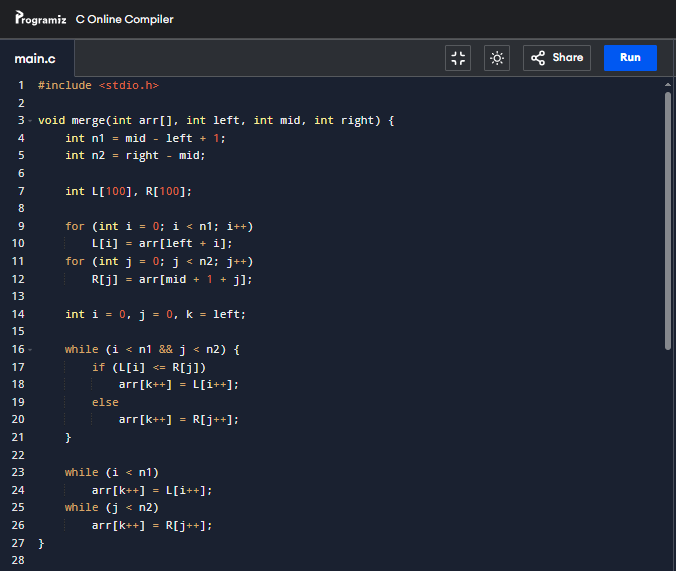 Programiz C Online Compiler
main.c Share Run
1 #include <stdio.h>
2
3 void merge(int arr[], int left, int mid, int right) {
4     int n1 = mid - left + 1;
5     int n2 = right - mid;
6
7     int L[100], R[100];
8
9     for (int i = 0; i < n1; i++)
10         L[i] = arr[left + i];
11     for (int j = 0; j < n2; j++)
12         R[j] = arr[mid + 1 + j];
13
14     int i = 0, j = 0, k = left;
15
16     while (i < n1 && j < n2) {
17         if (L[i] <= R[j])
18             arr[k++] = L[i++];
19         else
20             arr[k++] = R[j++];
21     }
22
23     while (i < n1)
24         arr[k++] = L[i++];
25     while (j < n2)
26         arr[k++] = R[j++];
27 }
28